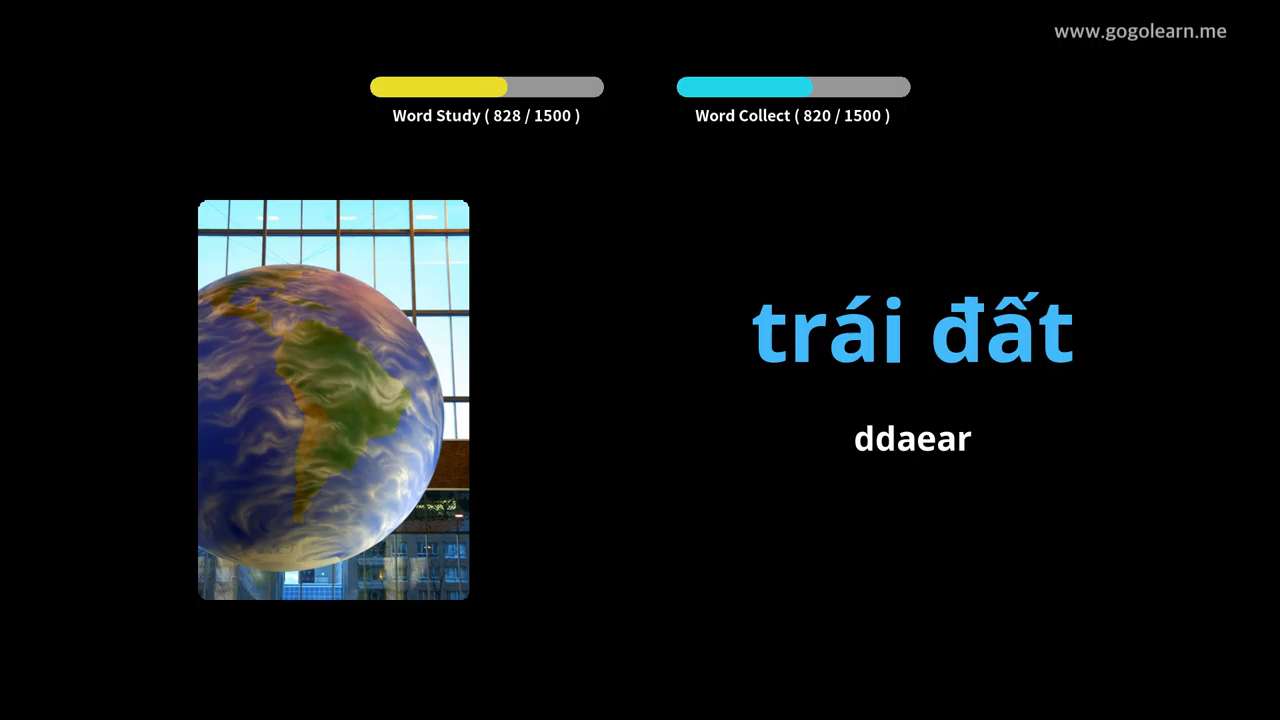 www.gogolearn.me
Word Study ( 828 / 1500 )
Word Collect ( 820 / 1500 )
trái đất
ddaear